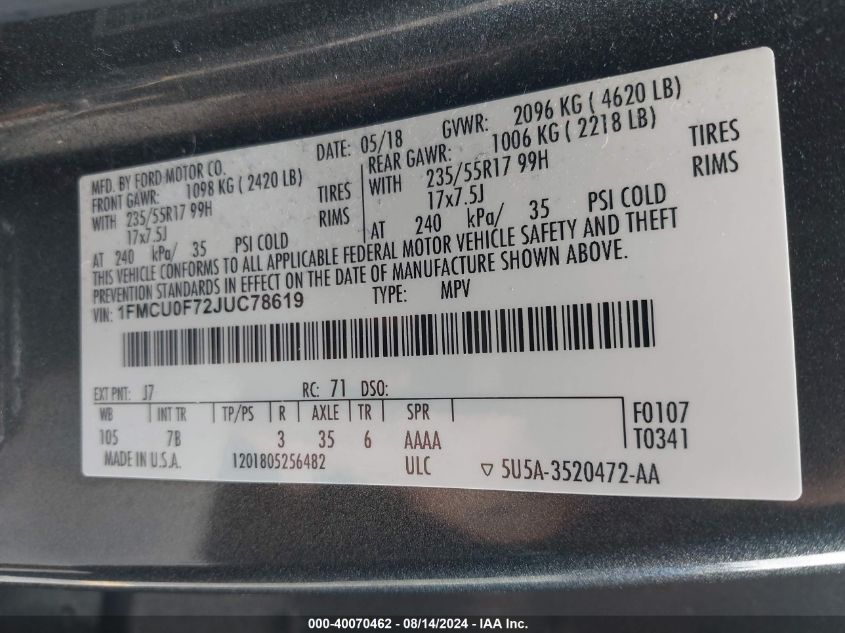 MFD. BY FORD MOTOR CO.
DATE: 05/18
GVWR: 2096 KG ( 4620 LB)
FRONT GAWR: 1098 KG ( 2420 LB)
REAR GAWR: 1006 KG ( 2218 LB)
WITH 235/55R17 99H TIRES
WITH 235/55R17 99H TIRES
17x7.5J RIMS
17x7.5J RIMS
AT 240 kPa/ 35 PSI COLD
AT 240 kPa/ 35 PSI COLD
THIS VEHICLE CONFORMS TO ALL APPLICABLE FEDERAL MOTOR VEHICLE SAFETY AND THEFT
PREVENTION STANDARDS IN EFFECT ON THE DATE OF MANUFACTURE SHOWN ABOVE.
VIN: 1FMCU0F72JUC78619 TYPE: MPV
EXT PNT: J7 RC: 71 DSO:
WB INT TR TP/PS R AXLE TR SPR F0107
105 7B 3 35 6 AAAA T0341
MADE IN U.S.A. 1201805256482 ULC 5U5A-3520472-AA
000-40070462 - 08/14/2024 - Copyright © 2024 IAA, Inc.